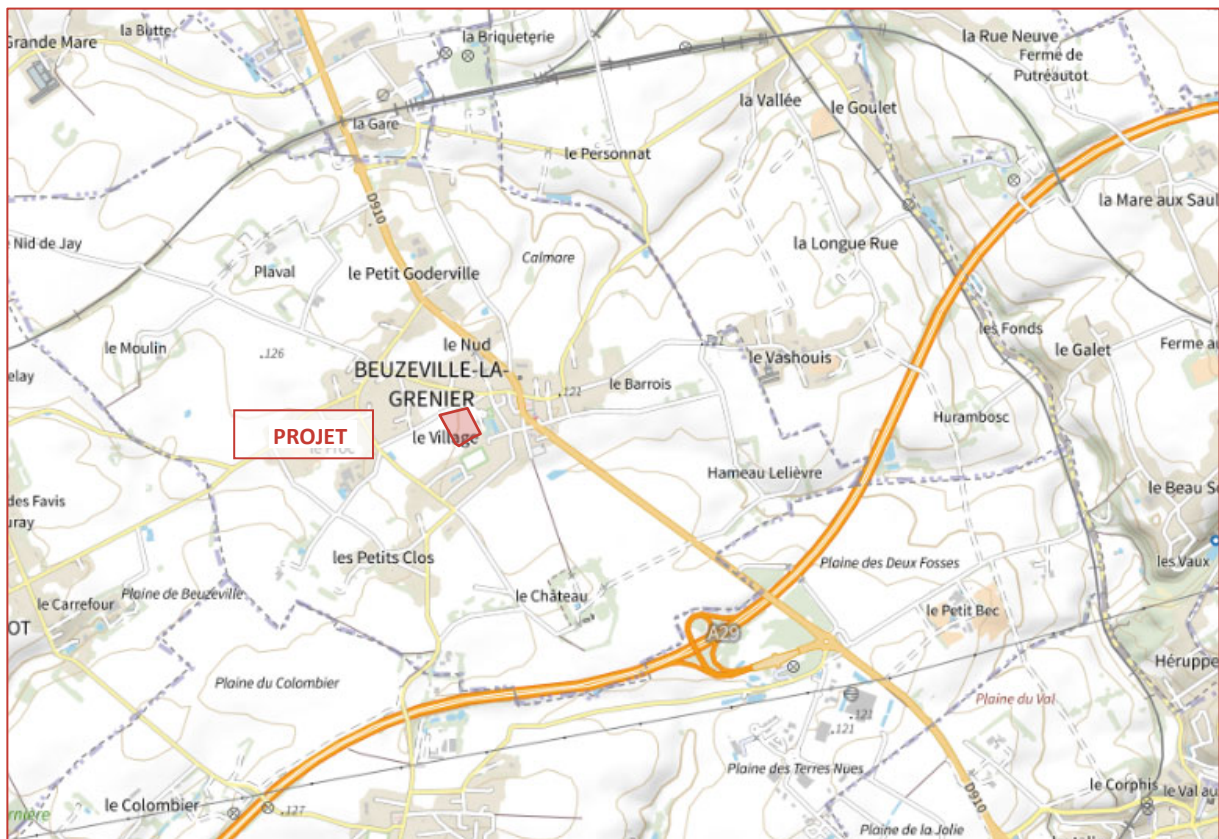 la Butte
Grande Mare
la Briqueterie
la Rue Neuve
Ferme de
Putréautot
la Vallée
le Goulet
la Gare
le Personnat
D910
la Mare aux Saul
Nid de Jay
Plaval
le Petit Goderville
Calmare
la Longue Rue
le Moulin
126
le Nud
121
le Vashouis
les Fonds
le Galet
Ferme au
elay
BEUZEVILLE-LA-
GRENIER
121
le Barrois
Hurambosc
PROJET
le Village
Hameau Lelièvre
le Beau S
des Favis
uray
les Petits Clos
Plaine des Deux Fosses
les Vaux
le Carrefour
Plaine de Beuzeville
le Château
le Petit Bec
OT
A29
Héruppe
Plaine du Colombier
Plaine du Val
121
121
Plaine des Terres Nues
le Colombier
127
D910
le Corphis
le Val au
Plaine de la Jolie